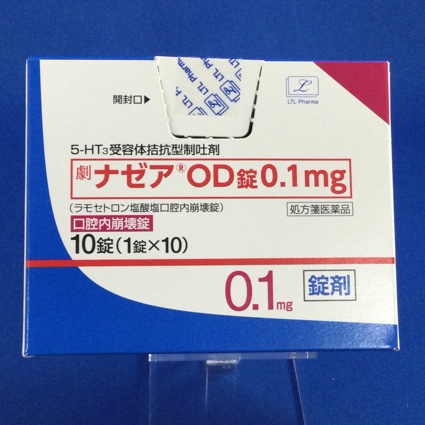 開封口▶
LTL Pharma
LTL Pharma
5-HT₃受容体拮抗型制吐剤
劇 ナゼア®OD錠0.1mg
(ラモセトロン塩酸塩口腔内崩壊錠)
処方箋医薬品
口腔内崩壊錠
10錠(1錠×10)
0.1mg
錠剤